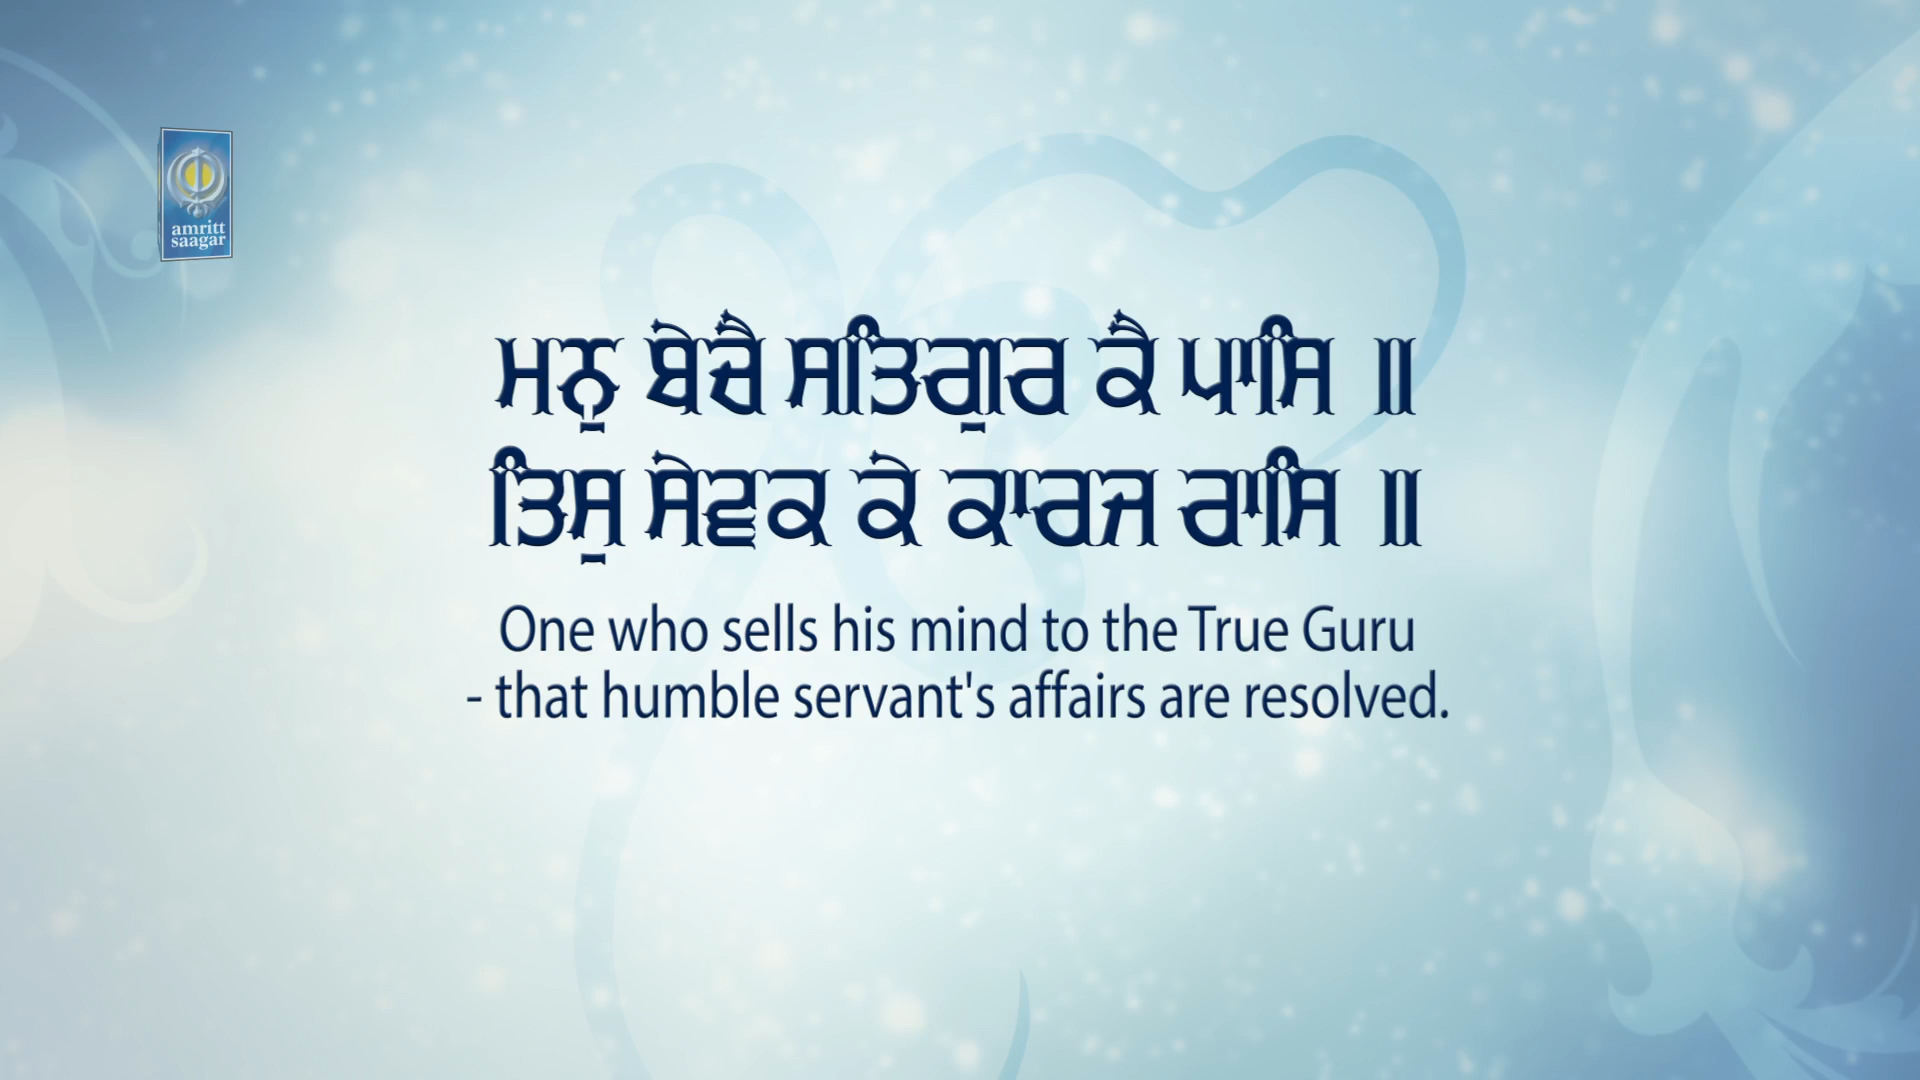 amritt
saagar
ਮਨੁ ਬੇਚੈ ਸਤਿਗੁਰ ਕੈ ਪਾਸਿ ॥
ਤਿਸੁ ਸੇਵਕ ਕੇ ਕਾਰਜ ਰਾਸਿ ॥
One who sells his mind to the True Guru
- that humble servant's affairs are resolved.